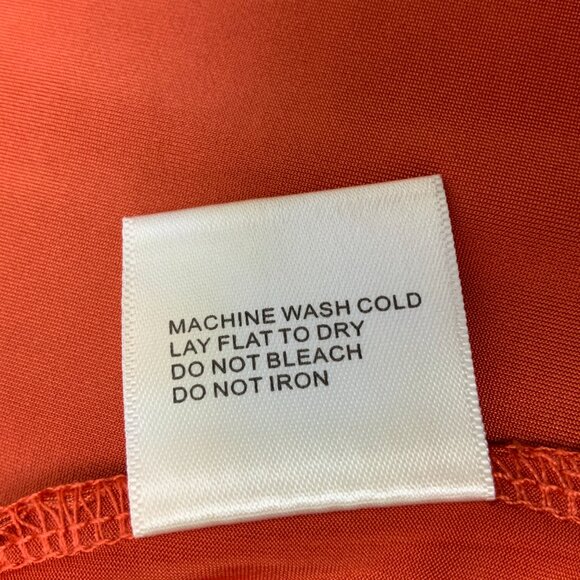 MACHINE WASH COLD
LAY FLAT TO DRY
DO NOT BLEACH
DO NOT IRON